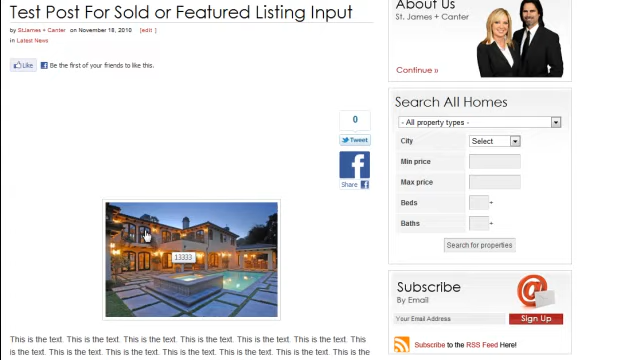 Test Post For Sold or Featured Listing Input
by StJames + Canter on November 18, 2010 [edit ]
in Latest News
Like
Be the first of your friends to like this.
0
Tweet
Share
13333
This is the text. This is the text. This is the text. This is the text. This is the text. This
is the text. This is the text. This is the text. This is the text. This is the text. This is the
About Us
St. James + Canter
Continue »
Search All Homes
- All property types -
City
Select
Min price
Max price
Beds
+
Baths
+
Search for properties
Subscribe
By Email
Your Email Address
Sign Up
Subscribe to the RSS Feed Here!